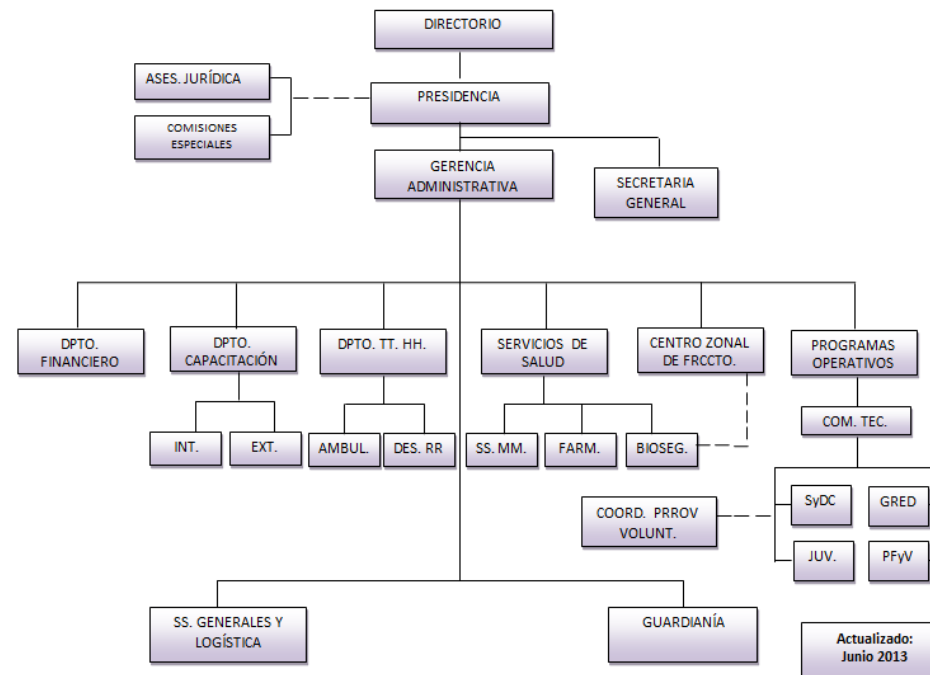 DIRECTORIO
ASES. JURÍDICA
PRESIDENCIA
COMISIONES
ESPECIALES
GERENCIA
ADMINISTRATIVA
SECRETARIA
GENERAL
DPTO.
FINANCIERO
DPTO.
CAPACITACIÓN
DPTO. TT. HH.
SERVICIOS DE
SALUD
CENTRO ZONAL
DE FRCCTO.
PROGRAMAS
OPERATIVOS
INT.
EXT.
AMBUL.
DES. RR
SS. MM.
FARM.
BIOSEG.
COM. TEC.
COORD. PRROV
VOLUNT.
SyDC
GRED
JUV.
PFyV
SS. GENERALES Y
LOGÍSTICA
GUARDIANÍA
Actualizado:
Junio 2013